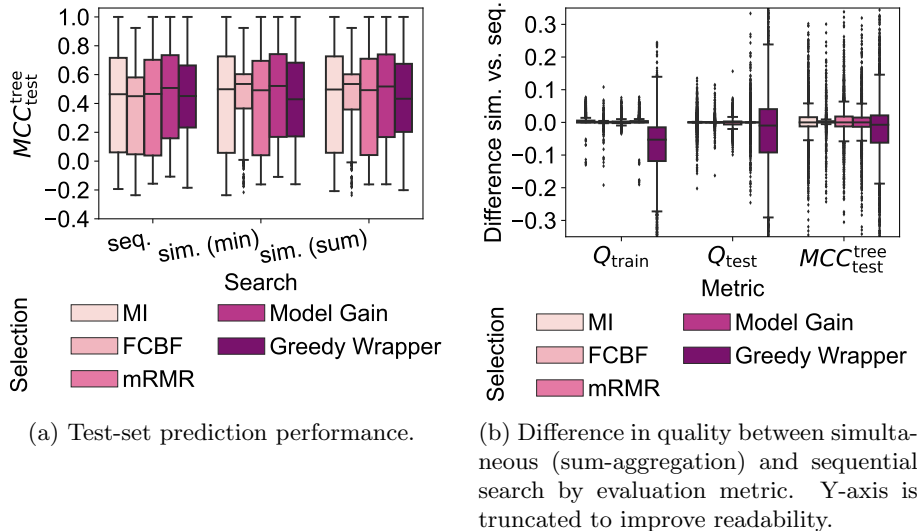 1.0
0.8
0.6
0.4
0.2
0.0
−0.2
−0.4
MCC_test^tree
seq.
sim. (min)
sim. (sum)
Search
Selection
MI
FCBF
mRMR
Model Gain
Greedy Wrapper
(a) Test-set prediction performance.
0.3
0.2
0.1
0.0
−0.1
−0.2
−0.3
Difference sim. vs. seq.
Q_train
Q_test
MCC_test^tree
Metric
Selection
MI
FCBF
mRMR
Model Gain
Greedy Wrapper
(b) Difference in quality between simulta-
neous (sum-aggregation) and sequential
search by evaluation metric. Y-axis is
truncated to improve readability.